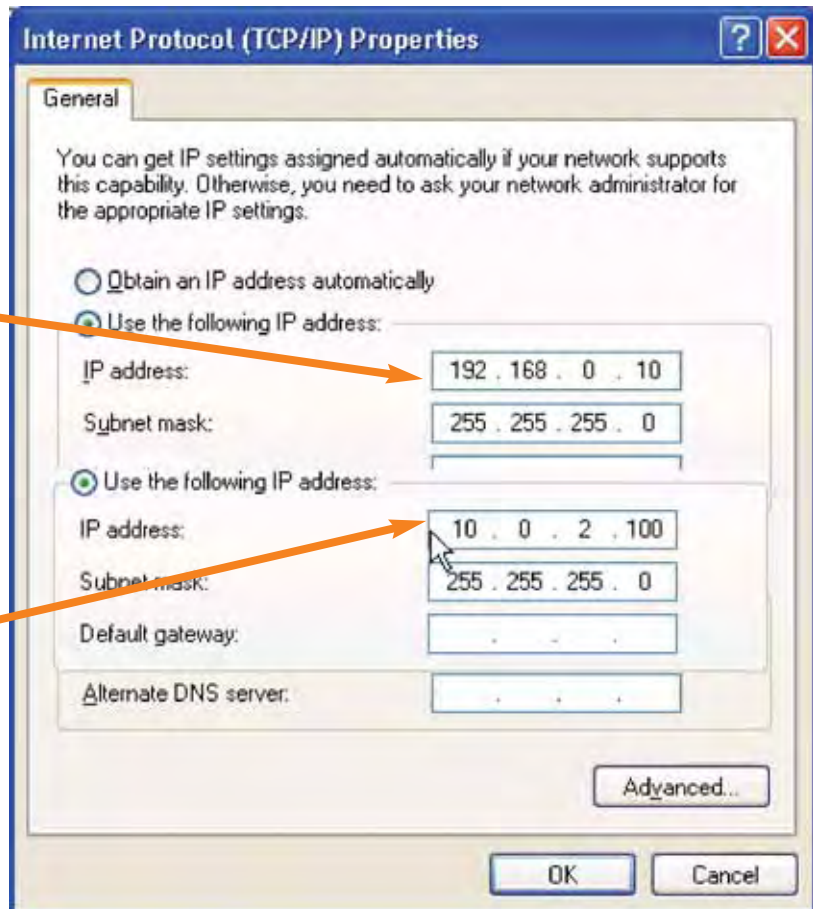 Internet Protocol (TCP/IP) Properties
General
You can get IP settings assigned automatically if your network supports
this capability. Otherwise, you need to ask your network administrator for
the appropriate IP settings.
Obtain an IP address automatically
Use the following IP address:
IP address: 192 . 168 . 0 . 10
Subnet mask: 255 . 255 . 255 . 0
Use the following IP address:
IP address: 10 . 0 . 2 . 100
Subnet mask: 255 . 255 . 255 . 0
Default gateway: . . .
Alternate DNS server: . . .
Advanced...
OK Cancel